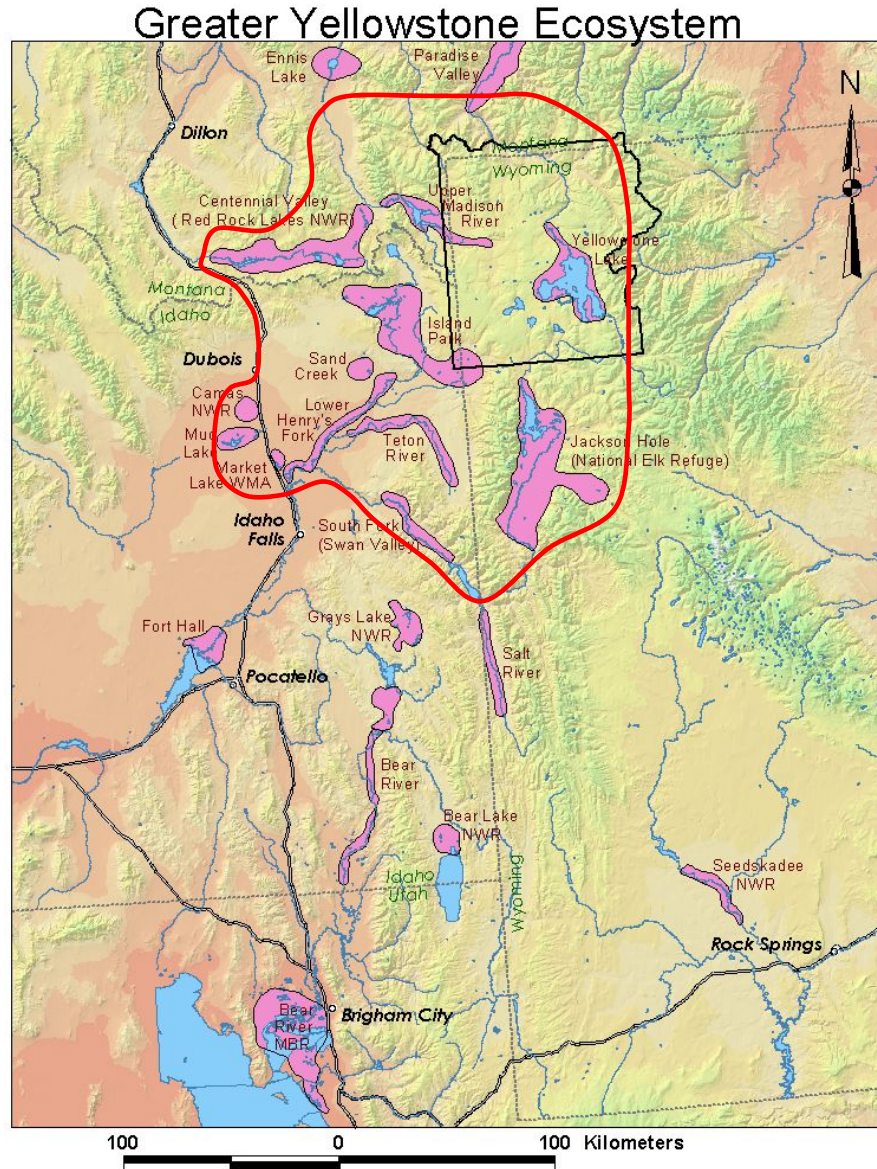 Greater Yellowstone Ecosystem
Ennis
Lake
Paradise
Valley
N
Dillon
Montana
Wyoming
Centennial Valley
(Red Rock Lakes NWR)
Upper
Madison
River
Yellowstone
Lake
Montana
Idaho
Island
Park
Dubois
Sand
Creek
Camas
NWR
Lower
Henry's
Fork
Mud
Lake
Teton
River
Jackson Hole
(National Elk Refuge)
Market
Lake WMA
Idaho
Falls
South Fork
(Swan Valley)
Fort Hall
Grays Lake
NWR
Salt
River
Pocatello
Bear
River
Bear Lake
NWR
Idaho
Utah
Wyoming
Seedskadee
NWR
Rock Springs
Bear
River
MBR
Brigham City
100 0 100 Kilometers